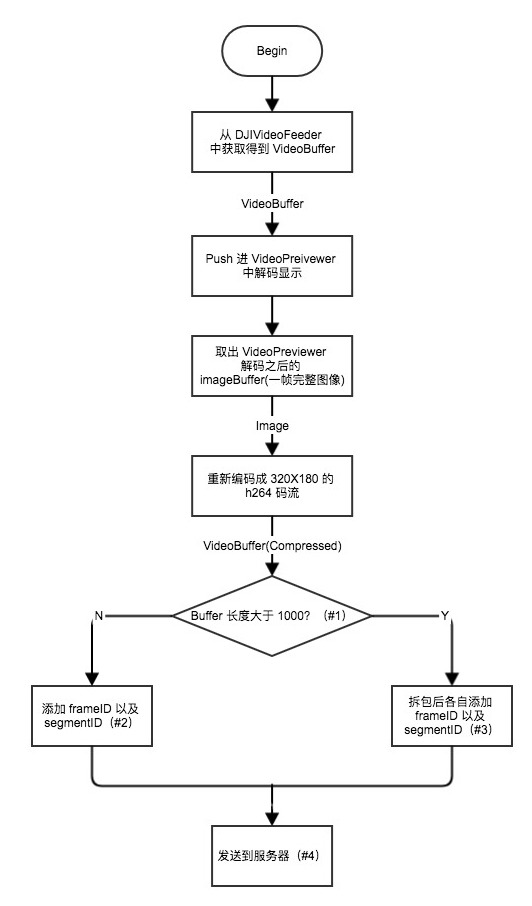 Begin
从 DJIVideoFeeder
中获取得到 VideoBuffer
VideoBuffer
Push 进 VideoPreivewer
中解码显示
取出 VideoPreviewer
解码之后的
imageBuffer(一帧完整图像)
Image
重新编码成 320X180 的
h264 码流
VideoBuffer(Compressed)
Buffer 长度大于 1000? （#1）
N
Y
添加 frameID 以及
segmentID（#2）
拆包后各自添加
frameID 以及
segmentID（#3）
发送到服务器（#4）